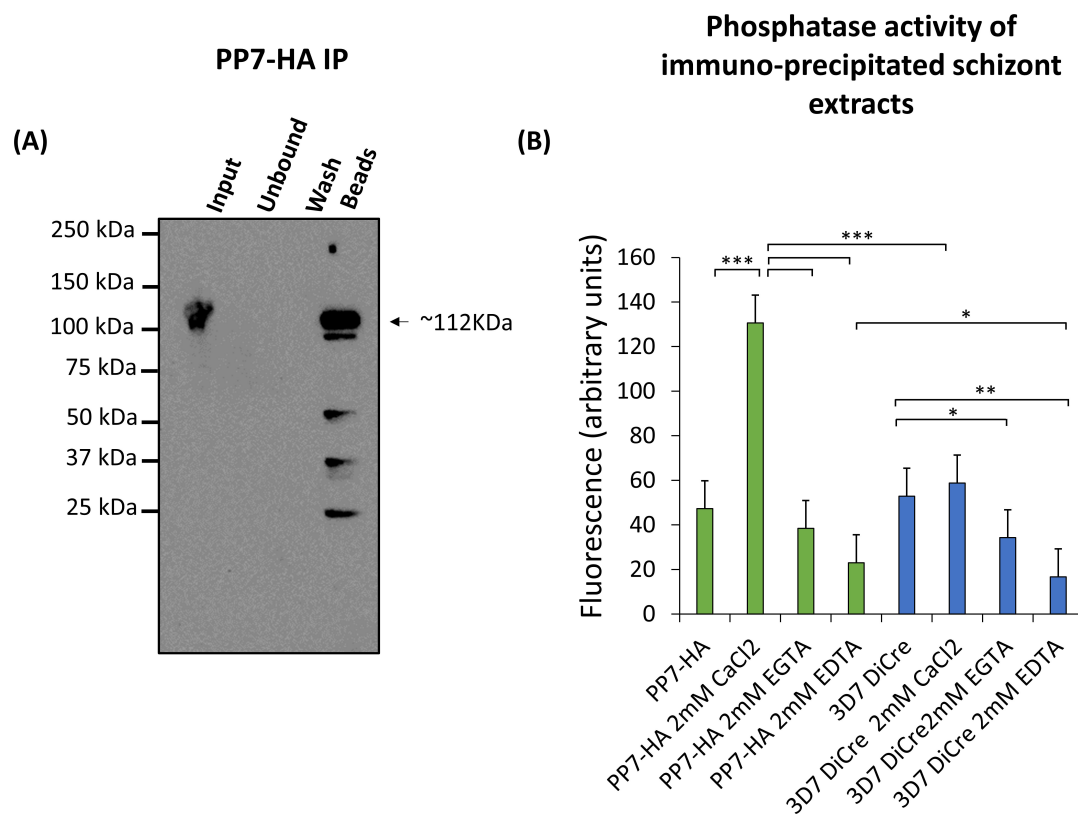 PP7-HA IP
(A)
Input
Unbound
Wash
Beads
250 kDa
150 kDa
100 kDa
75 kDa
50 kDa
37 kDa
25 kDa
~112KDa
Phosphatase activity of
immuno-precipitated schizont
extracts
(B)
Fluorescence (arbitrary units)
160
140
120
100
80
60
40
20
0
***
***
*
**
*
PP7-HA
PP7-HA 2mM CaCl2
PP7-HA 2mM EGTA
PP7-HA 2mM EDTA
3D7 DiCre
3D7 DiCre 2mM CaCl2
3D7 DiCre2mM EGTA
3D7 DiCre 2mM EDTA